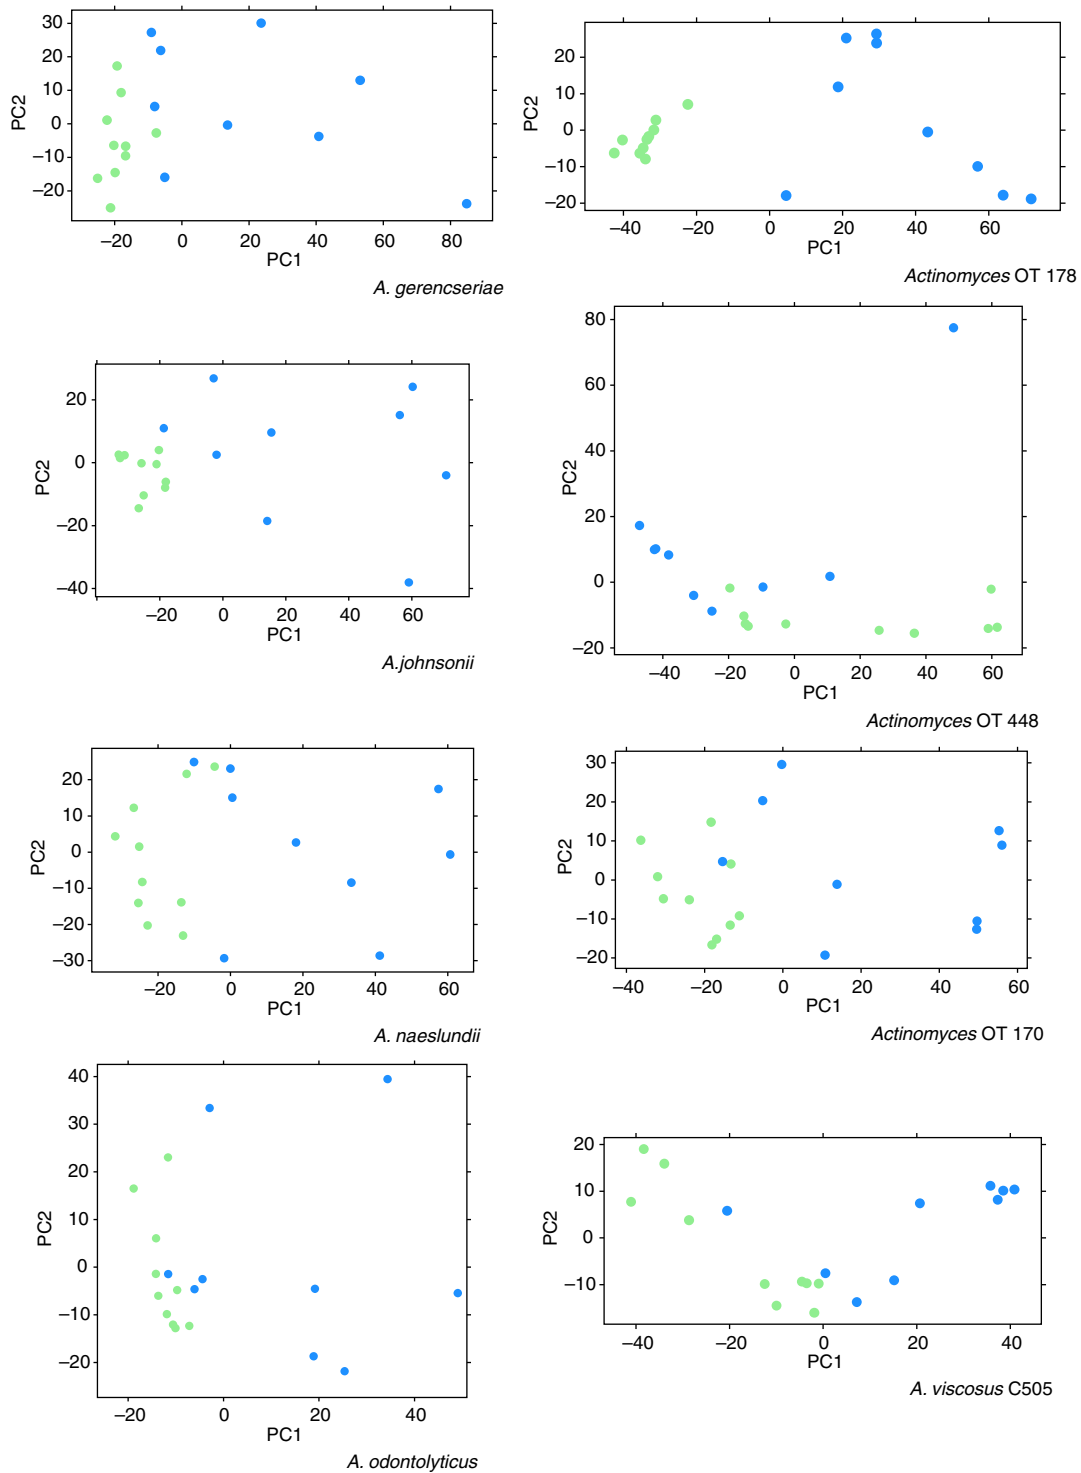 30
20
10
0
−10
−20
PC2
−20 0 20 40 60 80
PC1
A. gerencseriae
20
10
0
−10
−20
PC2
−40 −20 0 20 40 60
PC1
Actinomyces OT 178
20
0
−20
−40
PC2
−20 0 20 40 60
PC1
A.johnsonii
80
60
40
20
0
−20
PC2
−40 −20 0 20 40 60
PC1
Actinomyces OT 448
20
10
0
−10
−20
−30
PC2
−20 0 20 40 60
PC1
A. naeslundii
30
20
10
0
−10
−20
PC2
−40 −20 0 20 40 60
PC1
Actinomyces OT 170
40
30
20
10
0
−10
−20
PC2
−20 0 20 40
PC1
A. odontolyticus
20
10
0
−10
PC2
−40 −20 0 20 40
PC1
A. viscosus C505